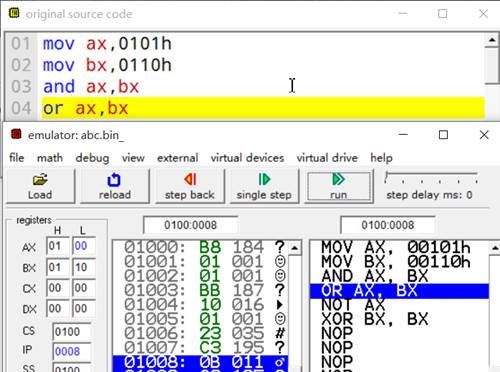 original source code
01 mov ax,0101h
02 mov bx,0110h
03 and ax,bx
04 or ax,bx
emulator: abc.bin_
file math debug view external virtual devices virtual drive help
Load reload step back single step run step delay ms: 0
registers
H L
0100:0008
0100:0008
AX 01 00
BX 01 10
CX 00 00
DX 00 00
CS 0100
IP 0008
SS 0100
01000: B8 184 ?
01001: 01 001 ☺
01002: 01 001 ☺
01003: BB 187 ?
01004: 10 016 ►
01005: 01 001 ☺
01006: 23 035 #
01007: C3 195 ?
01008: 0B 011 ♂
MOV AX, 00101h
MOV BX, 00110h
AND AX, BX
OR AX, BX
NOT AX
XOR BX, BX
NOP
NOP
NOP